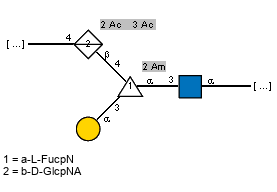 2 Ac 3 Ac
[ ... ] 4 2
β
4
2 Am
1 α 3 α [ ... ]
3
α
1 = a-L-FucpN
2 = b-D-GlcpNA